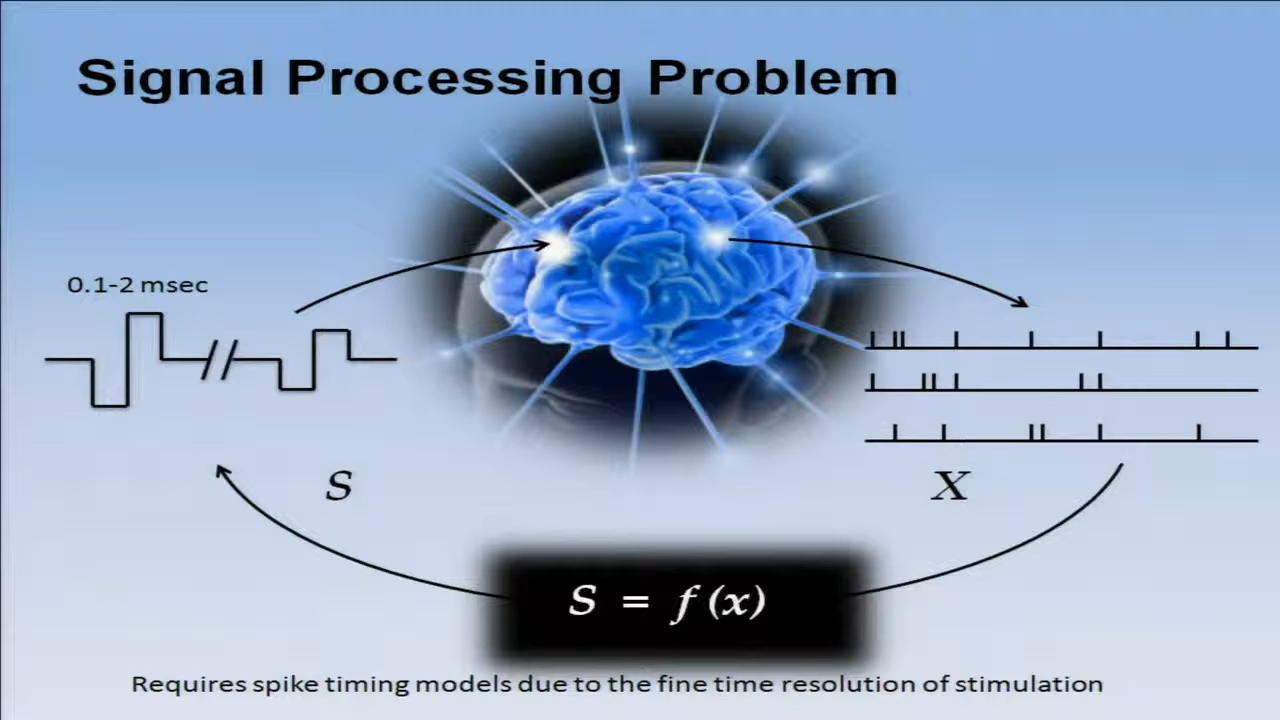 Signal Processing Problem
0.1-2 msec
S
X
S = f(x)
Requires spike timing models due to the fine time resolution of stimulation